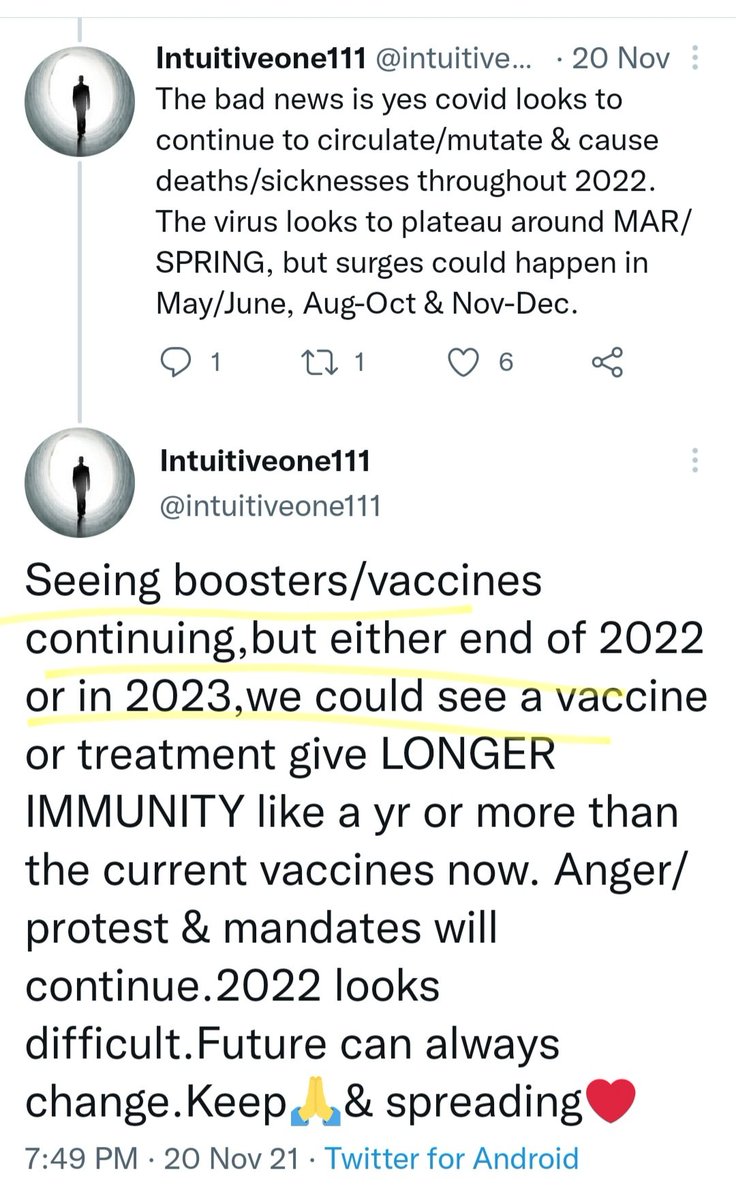 Intuitiveone111 @intuitive... · 20 Nov
The bad news is yes covid looks to
continue to circulate/mutate & cause
deaths/sicknesses throughout 2022.
The virus looks to plateau around MAR/
SPRING, but surges could happen in
May/June, Aug-Oct & Nov-Dec.
1 1 6
Intuitiveone111
@intuitiveone111
Seeing boosters/vaccines
continuing,but either end of 2022
or in 2023,we could see a vaccine
or treatment give LONGER
IMMUNITY like a yr or more than
the current vaccines now. Anger/
protest & mandates will
continue.2022 looks
difficult.Future can always
change.Keep🙏& spreading❤️
7:49 PM · 20 Nov 21 · Twitter for Android